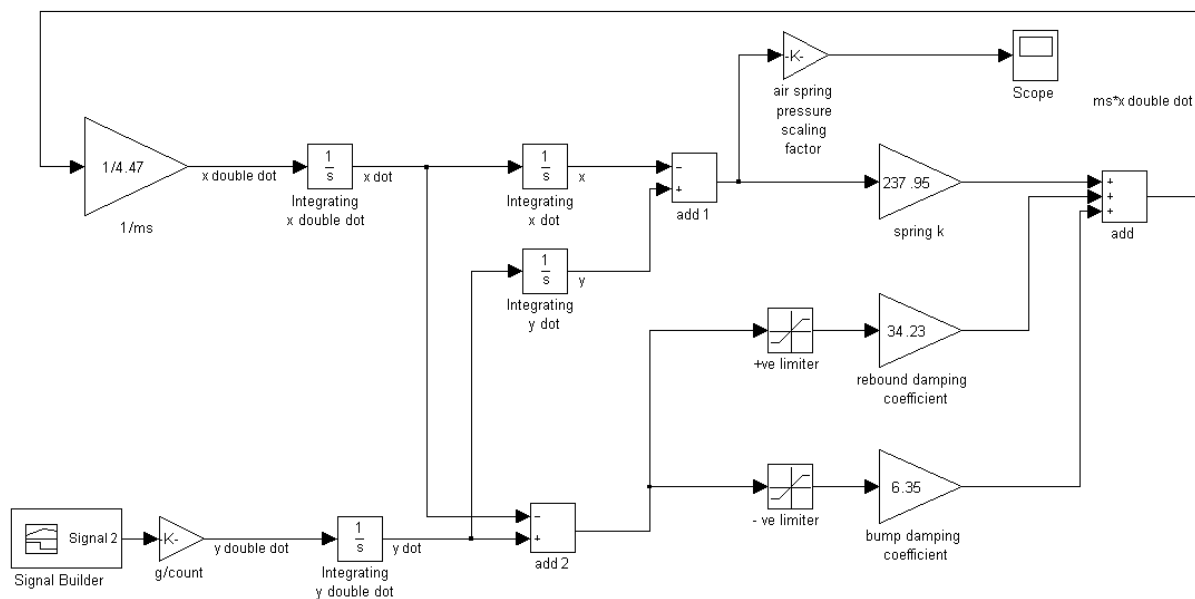 -K-
air spring
pressure
scaling
factor
Scope
ms*x double dot
1/4.47
1/ms
x double dot
1
s
Integrating
x double dot
x dot
1
s
Integrating
x dot
x
−
+
add 1
237 .95
spring k
+
+
+
add
1
s
Integrating
y dot
y
+ve limiter
34 .23
rebound damping
coefficient
- ve limiter
6.35
bump damping
coefficient
Signal 2
Signal Builder
-K-
g/count
y double dot
1
s
Integrating
y double dot
y dot
−
+
add 2